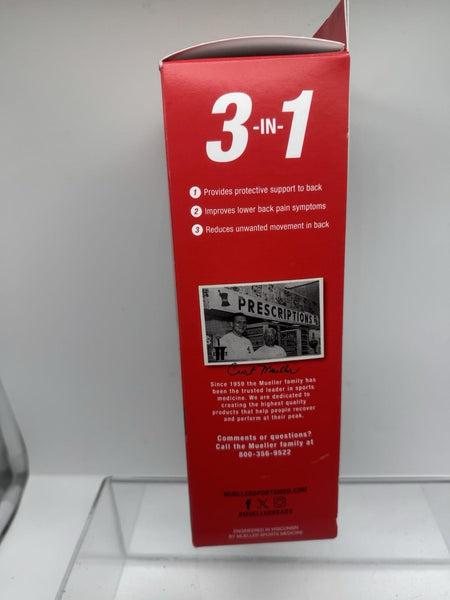 3-IN-1
1 Provides protective support to back
2 Improves lower back pain symptoms
3 Reduces unwanted movement in back
PRESCRIPTIONS
Curt Mueller
Since 1959 the Mueller family has
been the trusted leader in sports
medicine. We are dedicated to
creating the highest quality
products that help people recover
and perform at their peak.
Comments or questions?
Call the Mueller family at
800-356-9522
MUELLERSPORTSMED.COM
#MUELLERBACK
ENGINEERED IN WISCONSIN
BY MUELLER SPORTS MEDICINE